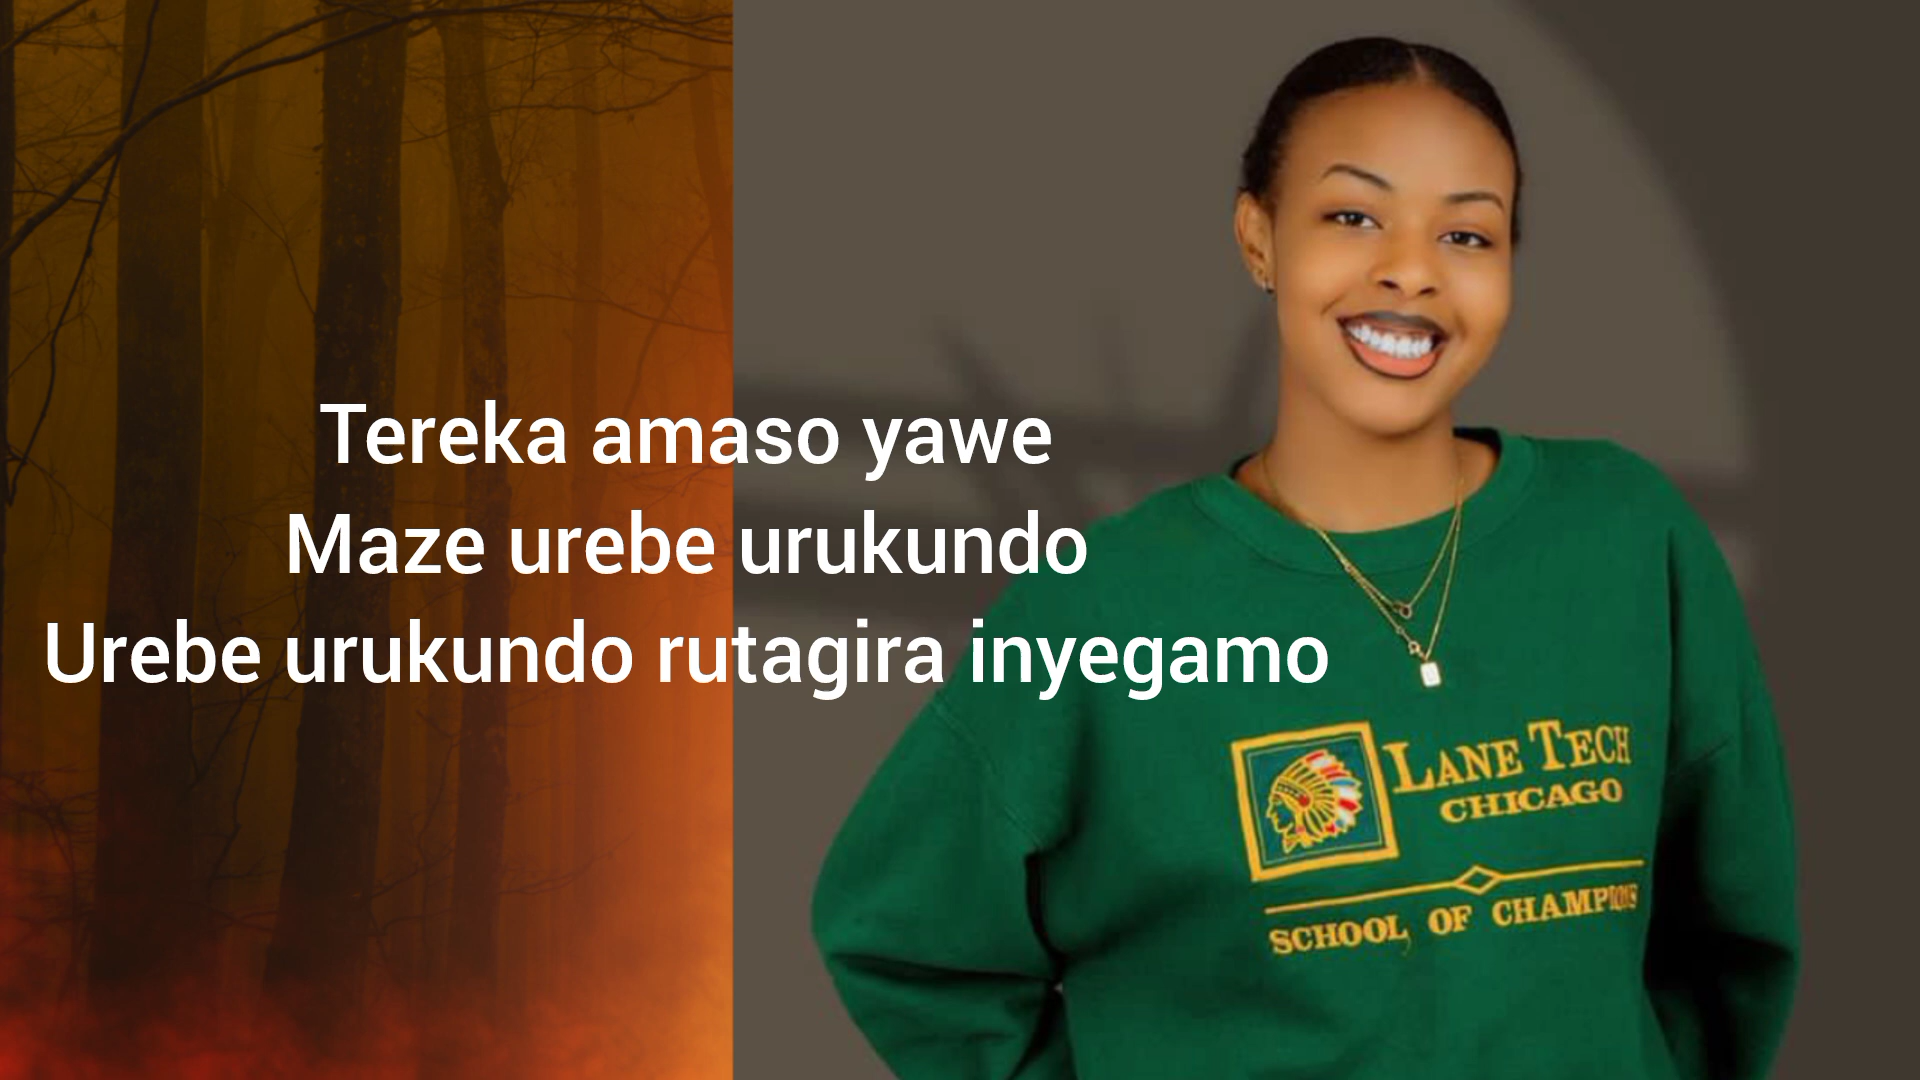 Tereka amaso yawe
Maze urebe urukundo
Urebe urukundo rutagira inyegamo
LANE TECH
CHICAGO
SCHOOL OF CHAMPIONS